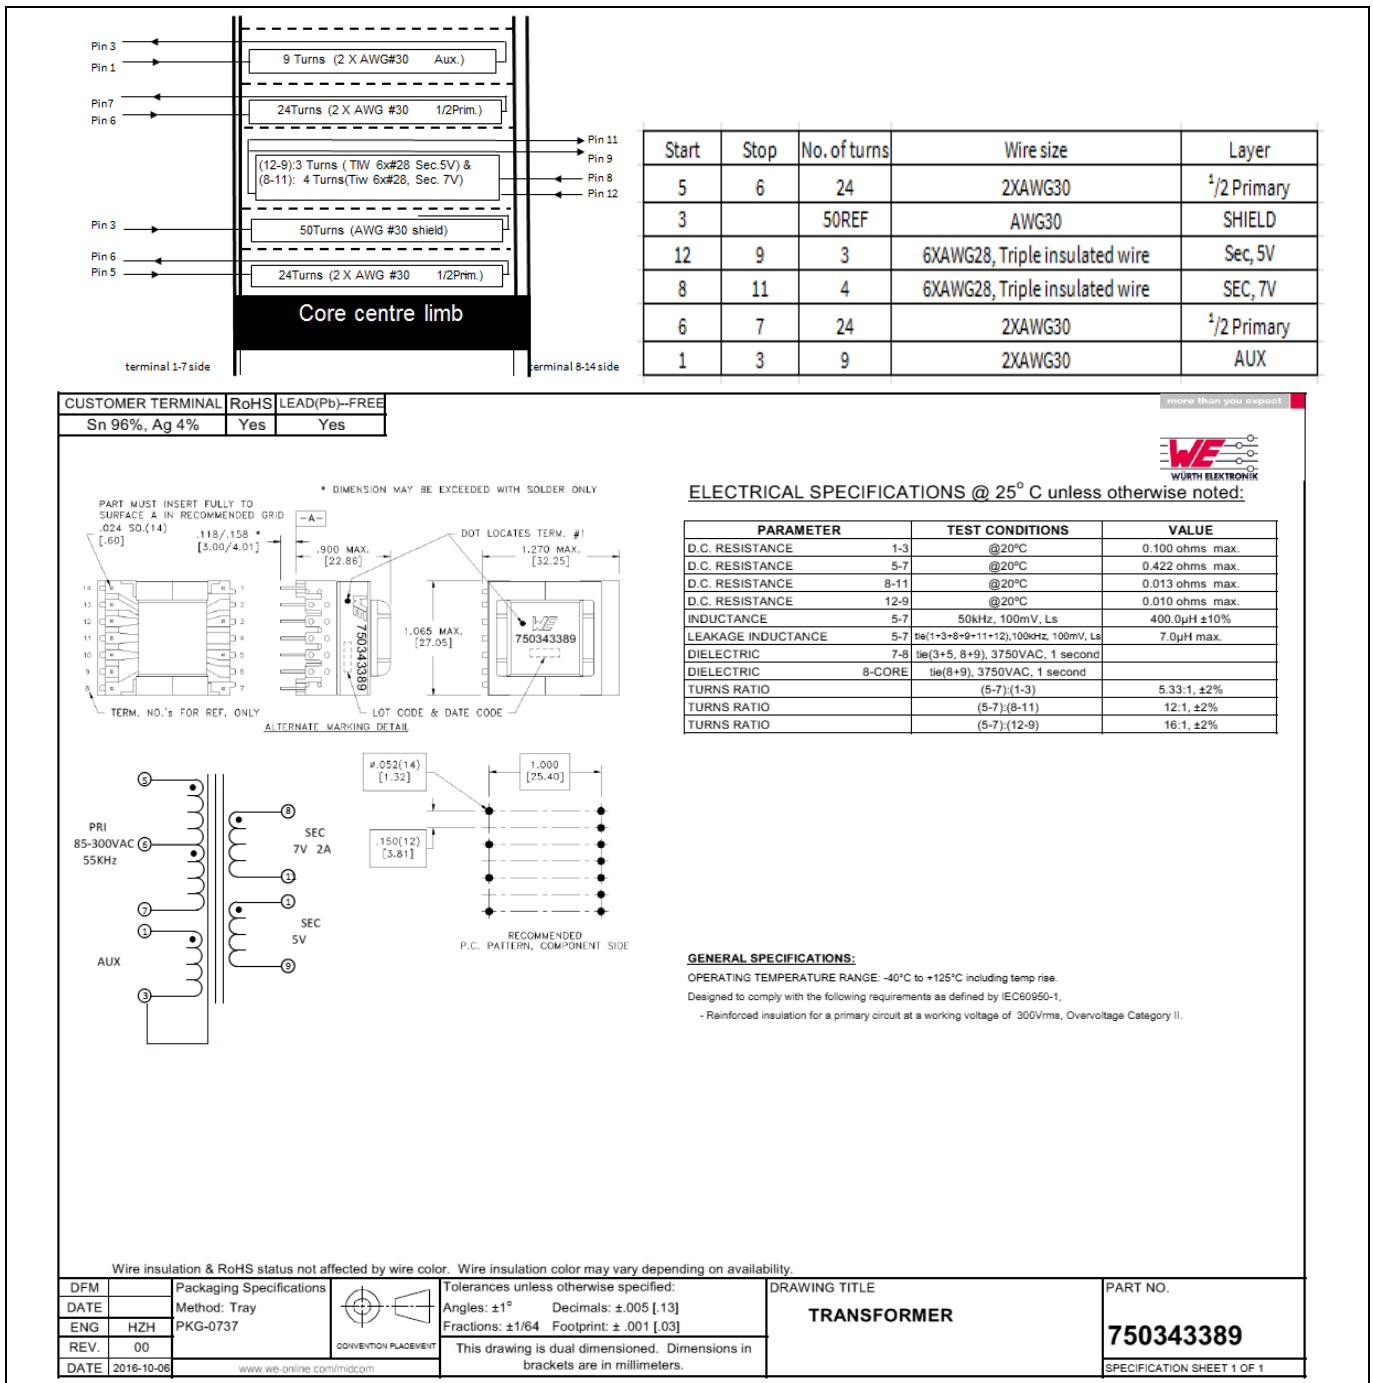 Pin 3
Pin 1
9 Turns (2 X AWG#30 Aux.)
Pin7
Pin 6
24Turns (2 X AWG #30 1/2Prim.)
Pin 11
Pin 9
Pin 8
Pin 12
(12-9):3 Turns ( TIW 6x#28 Sec.5V) &
(8-11): 4 Turns(Tiw 6x#28, Sec. 7V)
Pin 3
50Turns (AWG #30 shield)
Pin 6
Pin 5
24Turns (2 X AWG #30 1/2Prim.)
Core centre limb
terminal 1-7 side
terminal 8-14 side
Start Stop No. of turns Wire size Layer
5 6 24 2XAWG30 1/2 Primary
3 50REF AWG30 SHIELD
12 9 3 6XAWG28, Triple insulated wire Sec, 5V
8 11 4 6XAWG28, Triple insulated wire SEC, 7V
6 7 24 2XAWG30 1/2 Primary
1 3 9 2XAWG30 AUX
CUSTOMER TERMINAL RoHS LEAD(Pb)--FREE
Sn 96%, Ag 4% Yes Yes
more than you expect
WE
WÜRTH ELEKTRONIK
* DIMENSION MAY BE EXCEEDED WITH SOLDER ONLY
PART MUST INSERT FULLY TO
SURFACE A IN RECOMMENDED GRID
.024 SQ.(14)
[.60]
.118/.158 *
[3.00/4.01]
-A-
.900 MAX.
[22.86]
DOT LOCATES TERM. #1
1.270 MAX.
[32.25]
14
13
12
11
10
9
8
1
2
3
4
5
6
7
WE 750343389
1.065 MAX.
[27.05]
WE
750343389
TERM. NO.'s FOR REF. ONLY
LOT CODE & DATE CODE
ALTERNATE MARKING DETAIL
ELECTRICAL SPECIFICATIONS @ 25° C unless otherwise noted:
PARAMETER TEST CONDITIONS VALUE
D.C. RESISTANCE 1-3 @20ºC 0.100 ohms max.
D.C. RESISTANCE 5-7 @20ºC 0.422 ohms max.
D.C. RESISTANCE 8-11 @20ºC 0.013 ohms max.
D.C. RESISTANCE 12-9 @20ºC 0.010 ohms max.
INDUCTANCE 5-7 50kHz, 100mV, Ls 400.0µH ±10%
LEAKAGE INDUCTANCE 5-7 tie(1+3+8+9+11+12),100kHz, 100mV, Ls 7.0µH max.
DIELECTRIC 7-8 tie(3+5, 8+9), 3750VAC, 1 second
DIELECTRIC 8-CORE tie(8+9), 3750VAC, 1 second
TURNS RATIO (5-7):(1-3) 5.33:1, ±2%
TURNS RATIO (5-7):(8-11) 12:1, ±2%
TURNS RATIO (5-7):(12-9) 16:1, ±2%
5
PRI
85-300VAC
55KHz
6
7
1
AUX
3
8
SEC
7V 2A
11
1
SEC
5V
9
ø.052(14)
[1.32]
1.000
[25.40]
.150(12)
[3.81]
RECOMMENDED
P.C. PATTERN, COMPONENT SIDE
GENERAL SPECIFICATIONS:
OPERATING TEMPERATURE RANGE: -40°C to +125°C including temp rise.
Designed to comply with the following requirements as defined by IEC60950-1,
- Reinforced insulation for a primary circuit at a working voltage of 300Vrms, Overvoltage Category II.
Wire insulation & RoHS status not affected by wire color. Wire insulation color may vary depending on availability.
DFM
DATE
ENG HZH
REV. 00
DATE 2016-10-06
Packaging Specifications
Method: Tray
PKG-0737
www.we-online.com/midcom
CONVENTION PLACEMENT
Tolerances unless otherwise specified:
Angles: ±1° Decimals: ±.005 [.13]
Fractions: ±1/64 Footprint: ± .001 [.03]
This drawing is dual dimensioned. Dimensions in
brackets are in millimeters.
DRAWING TITLE
TRANSFORMER
PART NO.
750343389
SPECIFICATION SHEET 1 OF 1